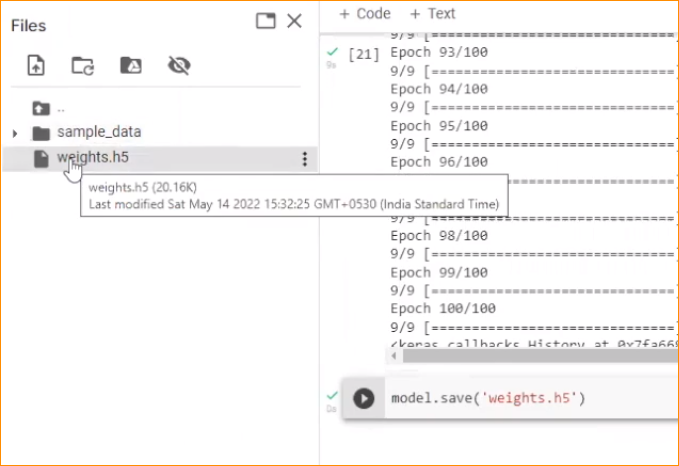 Files
..
sample_data
weights.h5
weights.h5 (20.16K)
Last modified Sat May 14 2022 15:32:25 GMT+0530 (India Standard Time)
+ Code + Text
[21]
9s
9/9 [==============================]
Epoch 93/100
9/9 [==============================]
Epoch 94/100
9/9 [==============================]
Epoch 95/100
9/9 [==============================]
Epoch 96/100
9/9 [==============================]
Epoch 98/100
9/9 [==============================]
Epoch 99/100
9/9 [==============================]
Epoch 100/100
9/9 [==============================]
<keras.callbacks.History at 0x7fa668
0s
model.save('weights.h5')